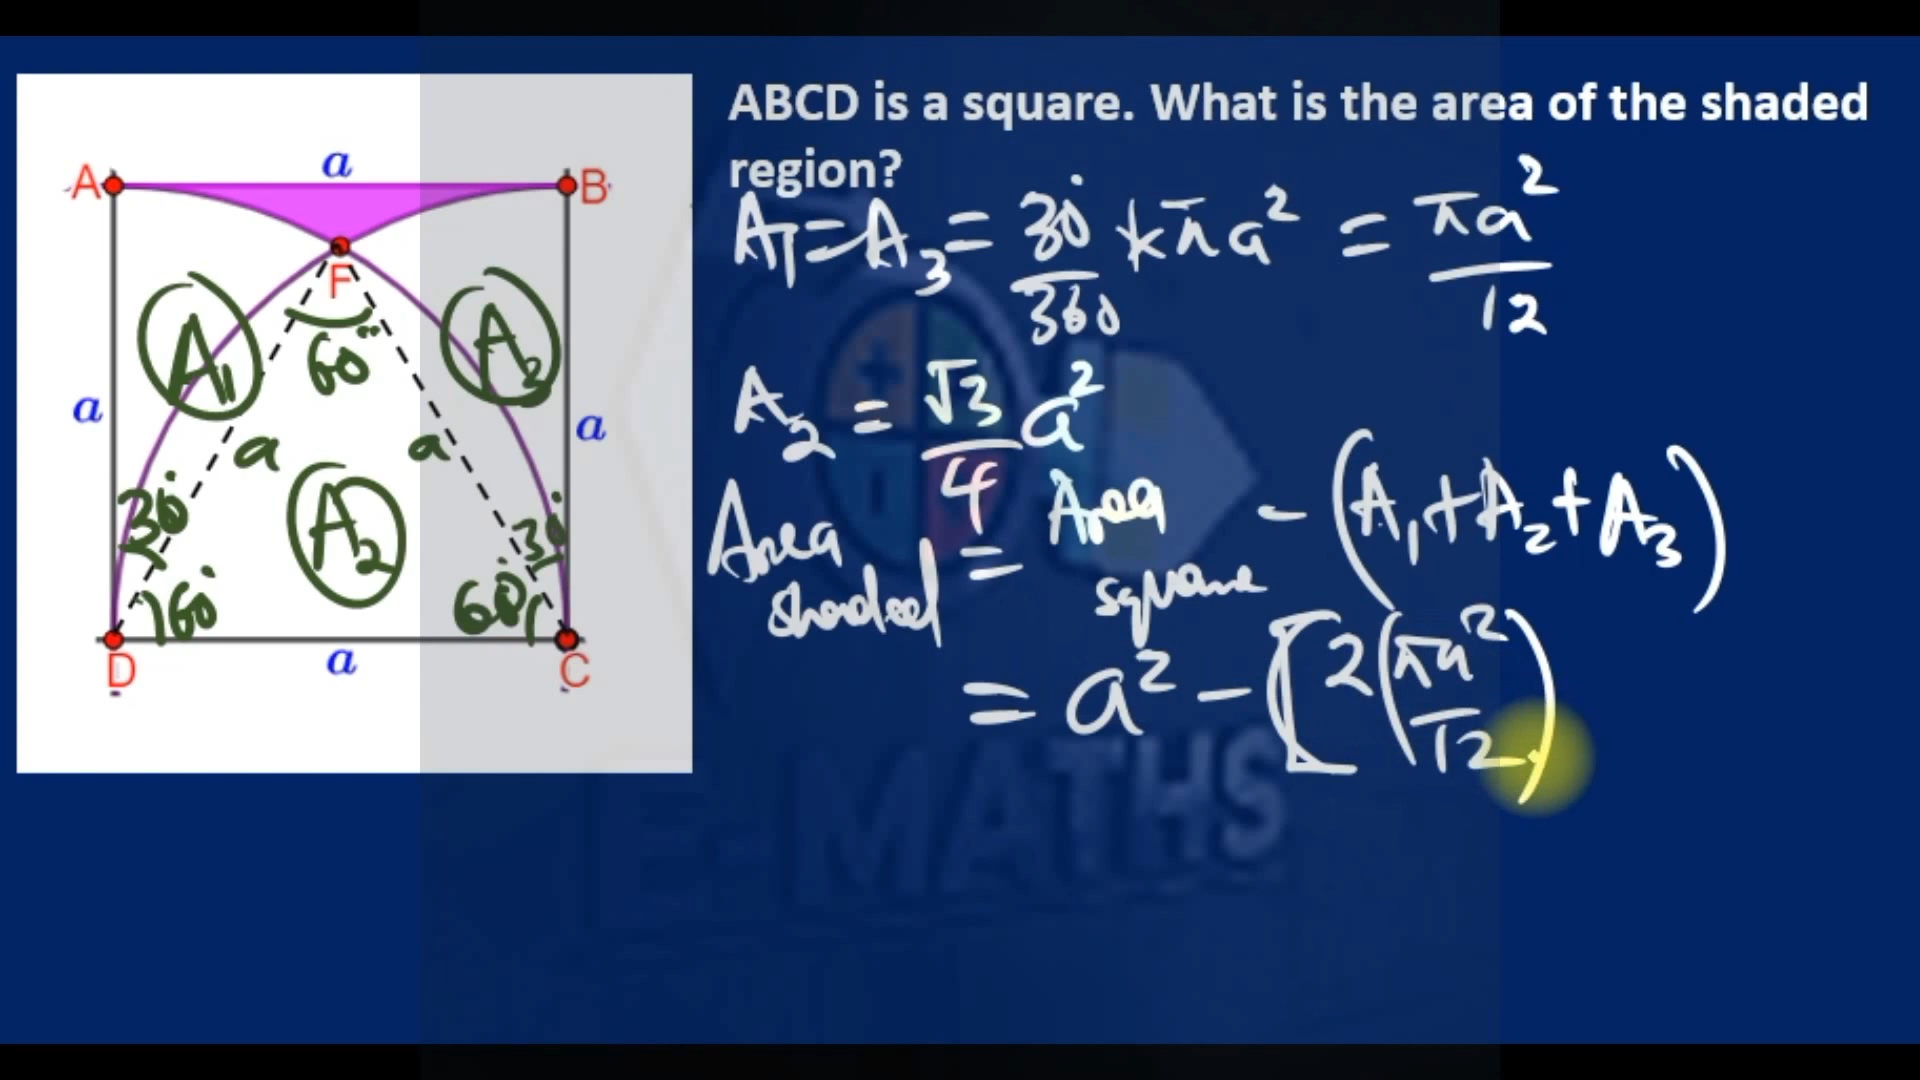 ABCD is a square. What is the area of the shaded
region?
a
A
B
F
60°
A₁
A₃
a
a
a
a
A₂
30°
30°
60°
60°
D
a
C
A₁ = A₃ = 30°/360 × πa² = πa²/12
A₂ = √3/4 a²
Area shaded = Area square - (A₁ + A₂ + A₃)
= a² - [2(πa²/12)
MATHS